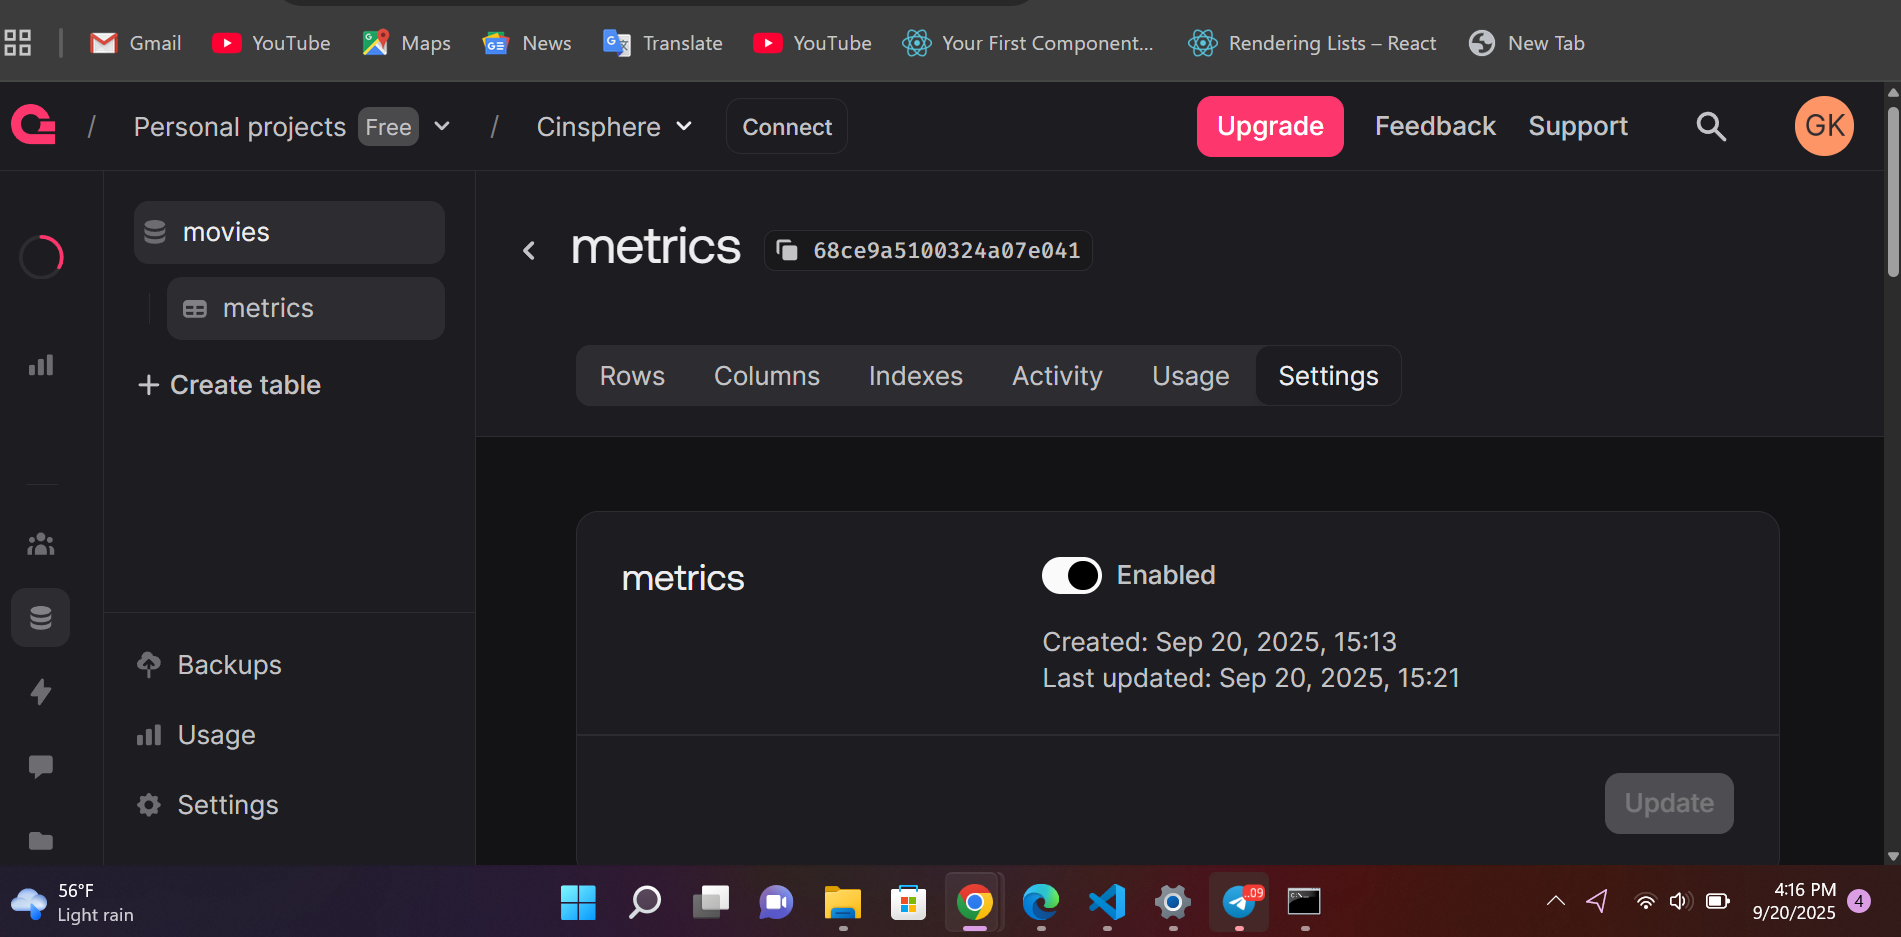 Gmail YouTube Maps News Translate YouTube Your First Component... Rendering Lists – React New Tab
/ Personal projects Free / Cinsphere Connect Upgrade Feedback Support GK
movies
metrics
Create table
Backups
Usage
Settings
metrics 68ce9a5100324a07e041
Rows Columns Indexes Activity Usage Settings
metrics
Enabled
Created: Sep 20, 2025, 15:13
Last updated: Sep 20, 2025, 15:21
Update
56°F
Light rain
.09
4:16 PM
9/20/2025
4